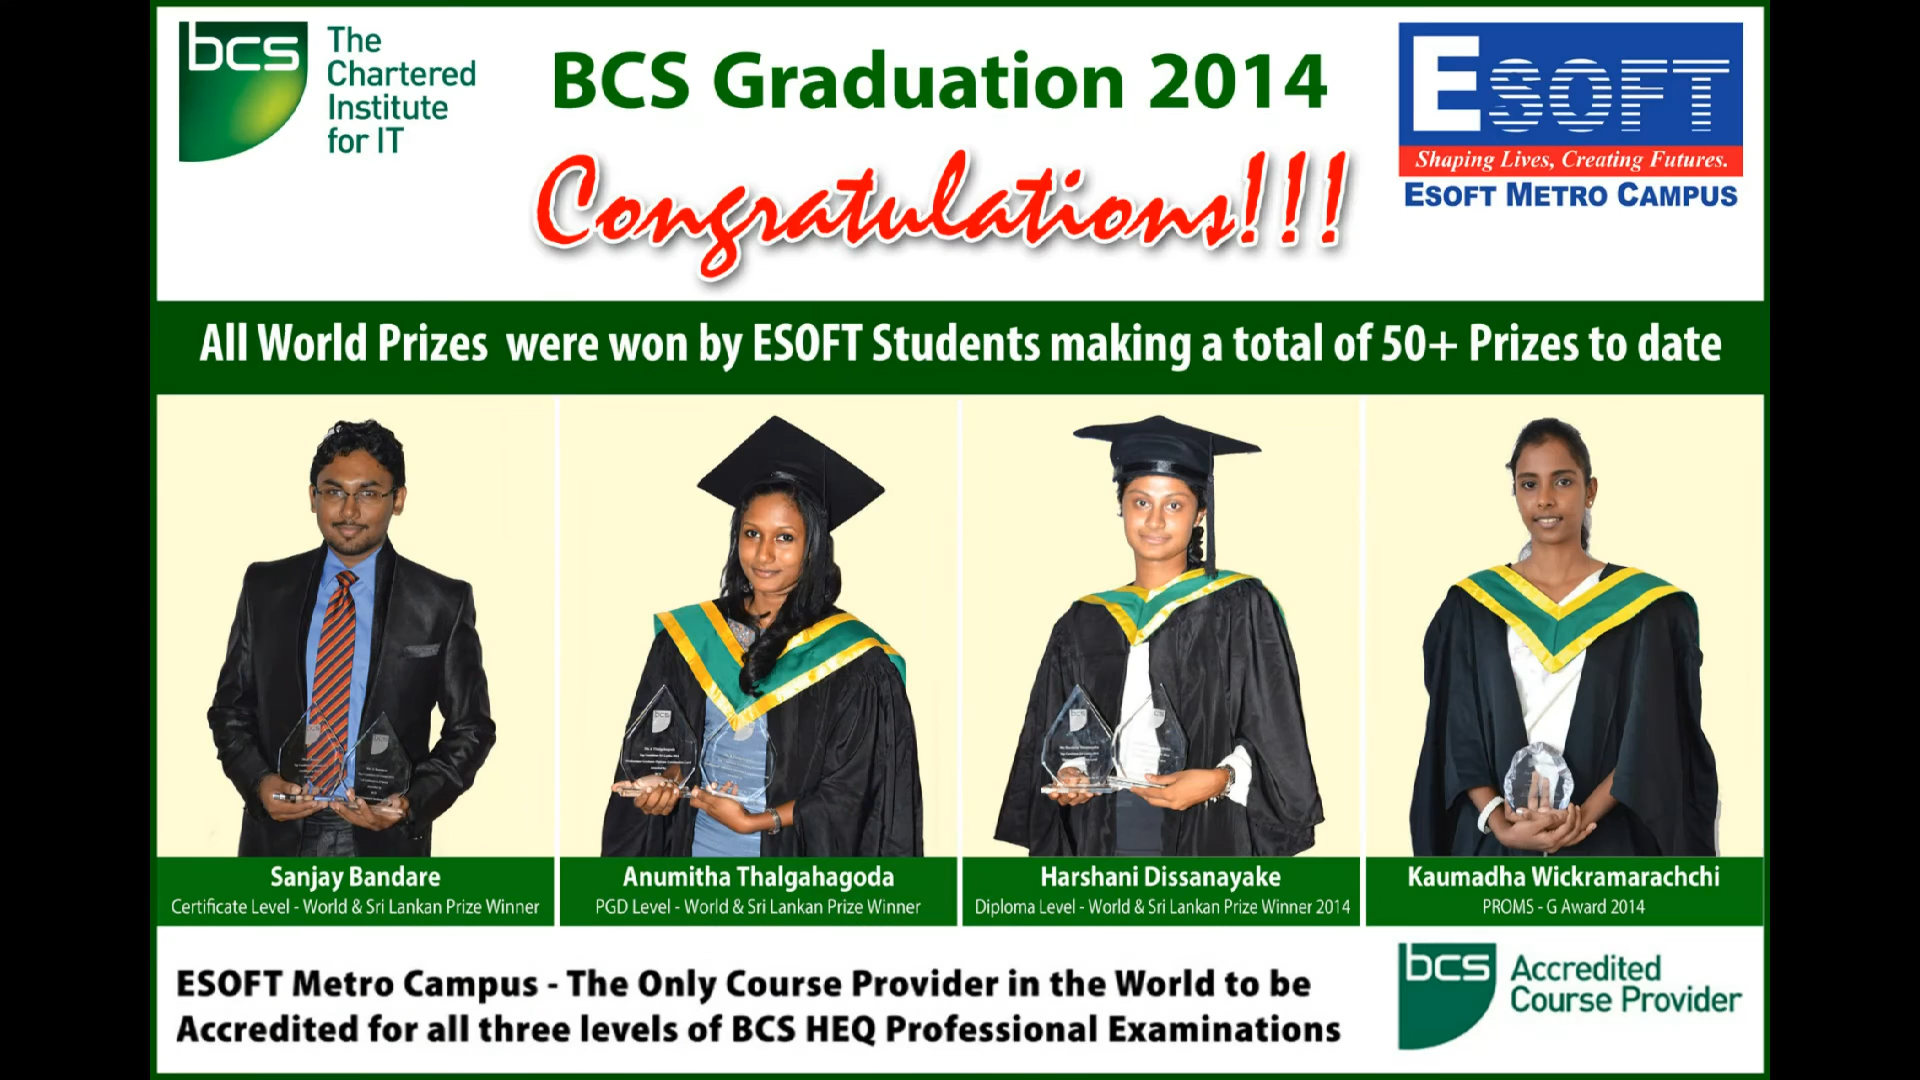 bcs
The
Chartered
Institute
for IT
BCS Graduation 2014
Congratulations!!!
ESOFT
Shaping Lives, Creating Futures.
ESOFT METRO CAMPUS
All World Prizes were won by ESOFT Students making a total of 50+ Prizes to date
bcs
bcs
bcs
bcs
Sanjay Bandare
Certificate Level - World & Sri Lankan Prize Winner
Anumitha Thalgahagoda
PGD Level - World & Sri Lankan Prize Winner
Harshani Dissanayake
Diploma Level - World & Sri Lankan Prize Winner 2014
Kaumadha Wickramarachchi
PROMS - G Award 2014
ESOFT Metro Campus - The Only Course Provider in the World to be
Accredited for all three levels of BCS HEQ Professional Examinations
bcs
Accredited
Course Provider